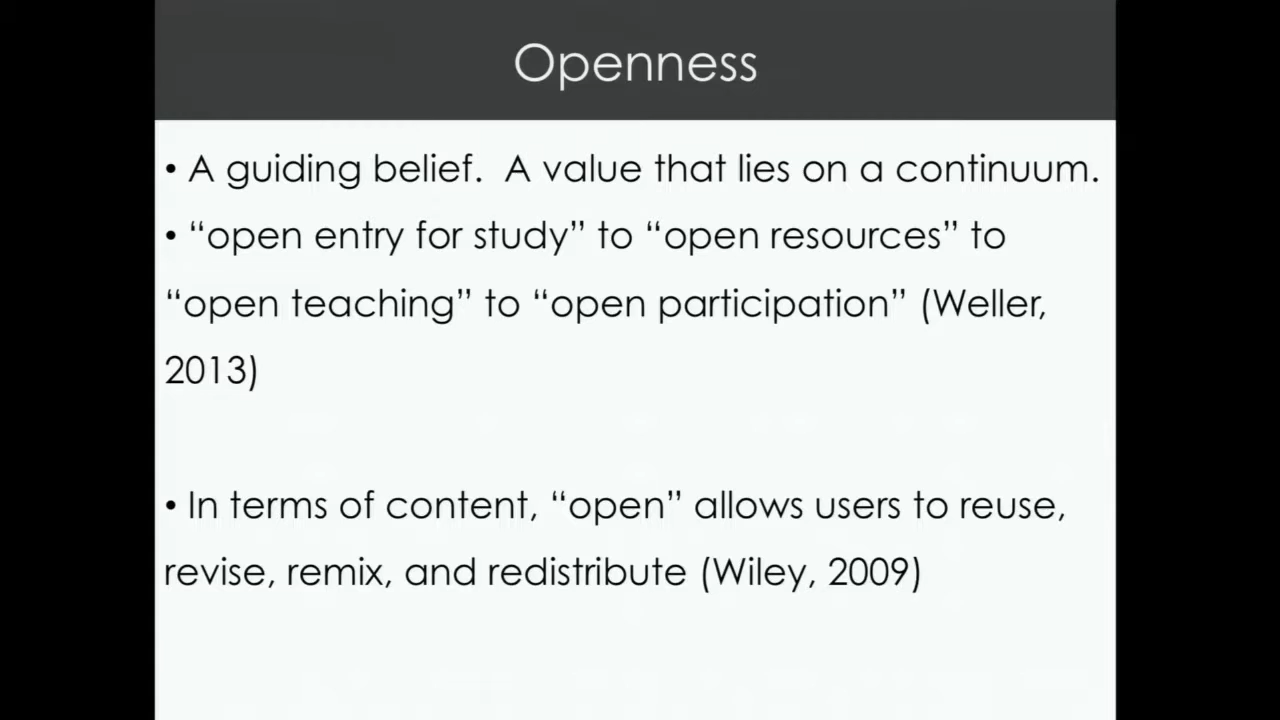 Openness
• A guiding belief.  A value that lies on a continuum.
• “open entry for study” to “open resources” to
“open teaching” to “open participation” (Weller,
2013)
• In terms of content, “open” allows users to reuse,
revise, remix, and redistribute (Wiley, 2009)